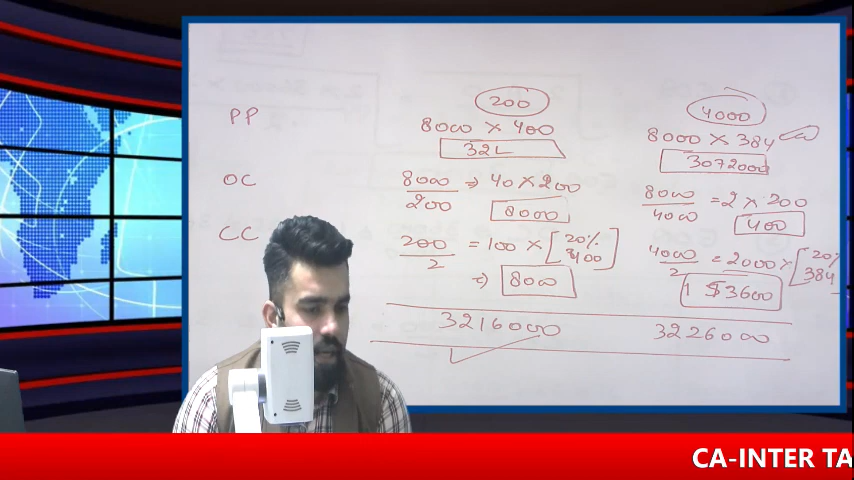 200
4000
PP
8000 × 400
8000 × 384
32L
3072000
OC
8000/200 ⇒ 40 × 200
8000/4000 = 2 × 200
8000
400
CC
200/2 = 100 × [20% 400]
4000/2 = 2000 × [20% 384
⇒ 8000
153600
3216000
3226000
CA-INTER TA